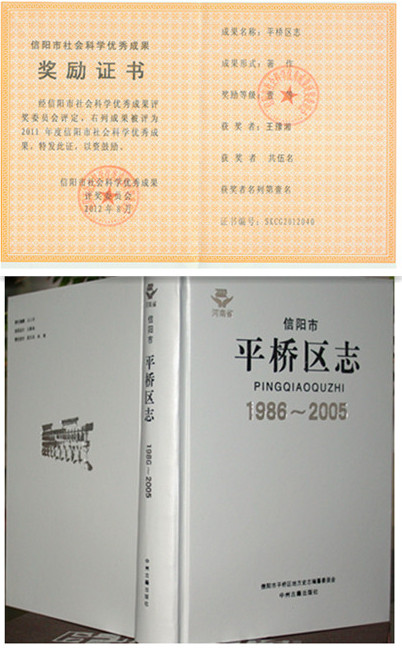 信阳市社会科学优秀成果
奖励证书
经信阳市社会科学优秀成果评
奖委员会评定，右列成果被评为
2011年度信阳市社会科学优秀成
果。特发此证，以资鼓励。
信阳市社会科学优秀成果
评奖委员会
2012年8月
成果名称：平桥区志
成果形式：著 作
奖励等级：
获 奖 者：王继湘
获 奖 者 共伍名
获奖者名列第壹名
证书编号：SKCG2012040
河南省
信阳市
平桥区志
1986～2005
中州古籍出版社
河南省
信阳市
平桥区志
PINGQIAOQUZHI
1986～2005
信阳市平桥区地方史志编纂委员会
中州古籍出版社